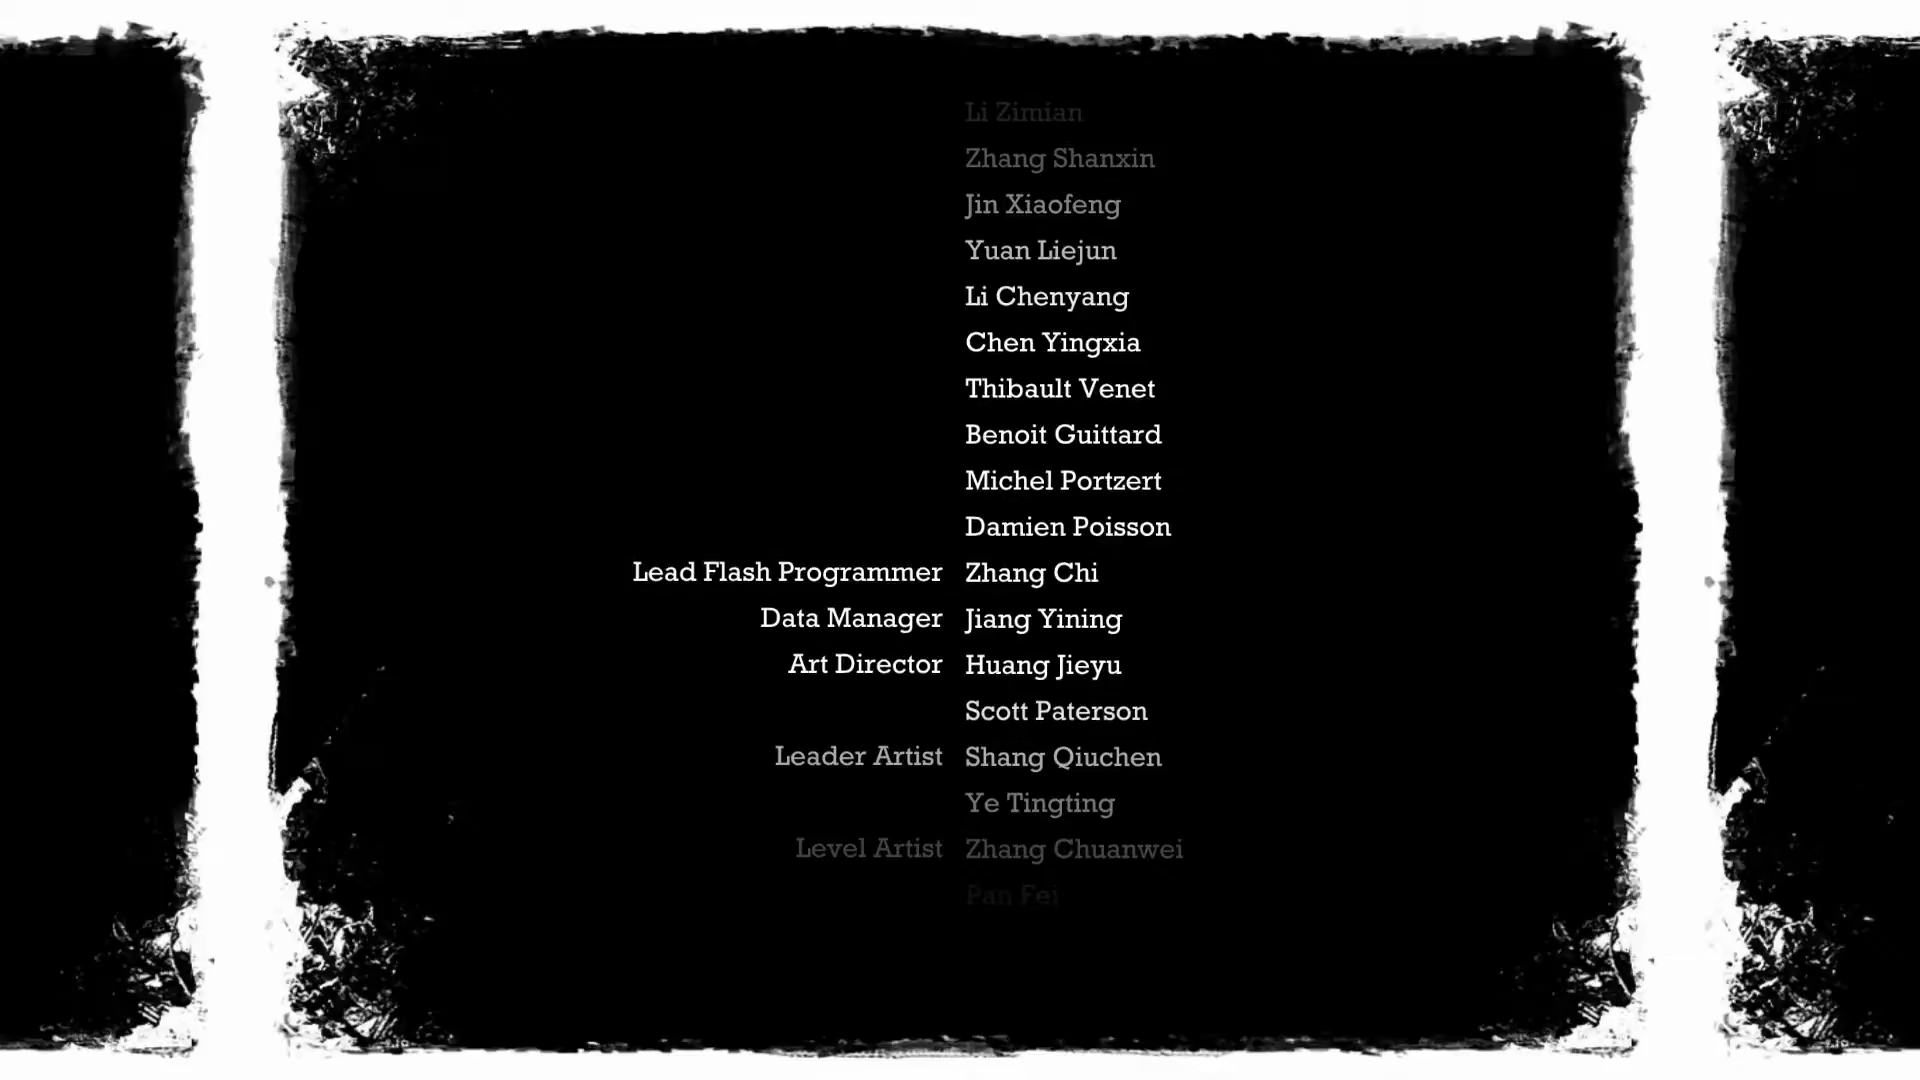 Li Zimian
Zhang Shanxin
Jin Xiaofeng
Yuan Liejun
Li Chenyang
Chen Yingxia
Thibault Venet
Benoit Guittard
Michel Portzert
Damien Poisson
Lead Flash Programmer Zhang Chi
Data Manager Jiang Yining
Art Director Huang Jieyu
Scott Paterson
Leader Artist Shang Qiuchen
Ye Tingting
Level Artist Zhang Chuanwei
Pan Fei